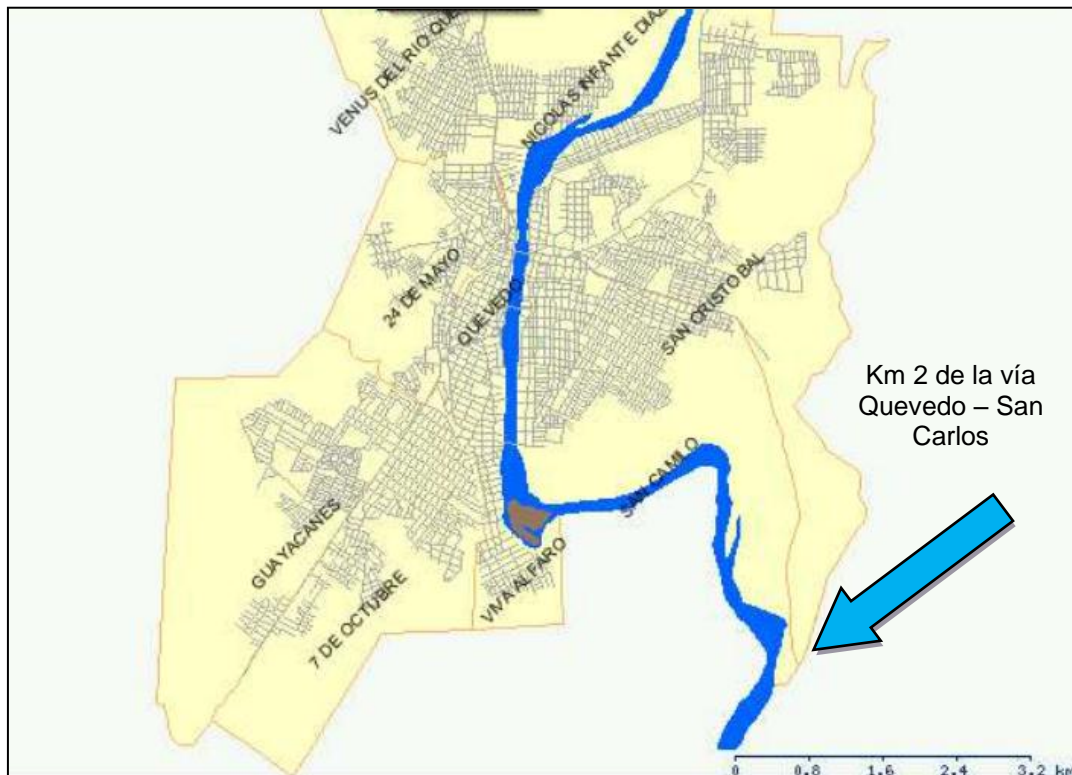 VENUS DEL RIO QUE
NICOLAS INFANTE DIAZ
24 DE MAYO
QUEVEDO
SAN CRISTOBAL
Km 2 de la vía
Quevedo – San
Carlos
SAN CAMILO
GUAYACANES
VIVA ALFARO
7 DE OCTUBRE
0 0.8 1.6 2.4 3.2 km